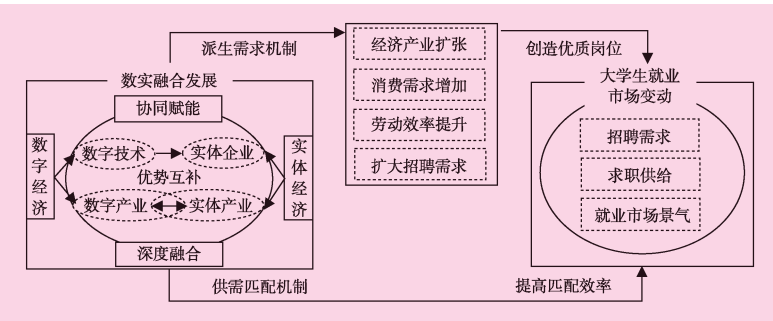 派生需求机制
数实融合发展
协同赋能
数字经济
数字技术
实体企业
优势互补
数字产业
实体产业
实体经济
深度融合
供需匹配机制
经济产业扩张
消费需求增加
劳动效率提升
扩大招聘需求
创造优质岗位
大学生就业
市场变动
招聘需求
求职供给
就业市场景气
提高匹配效率